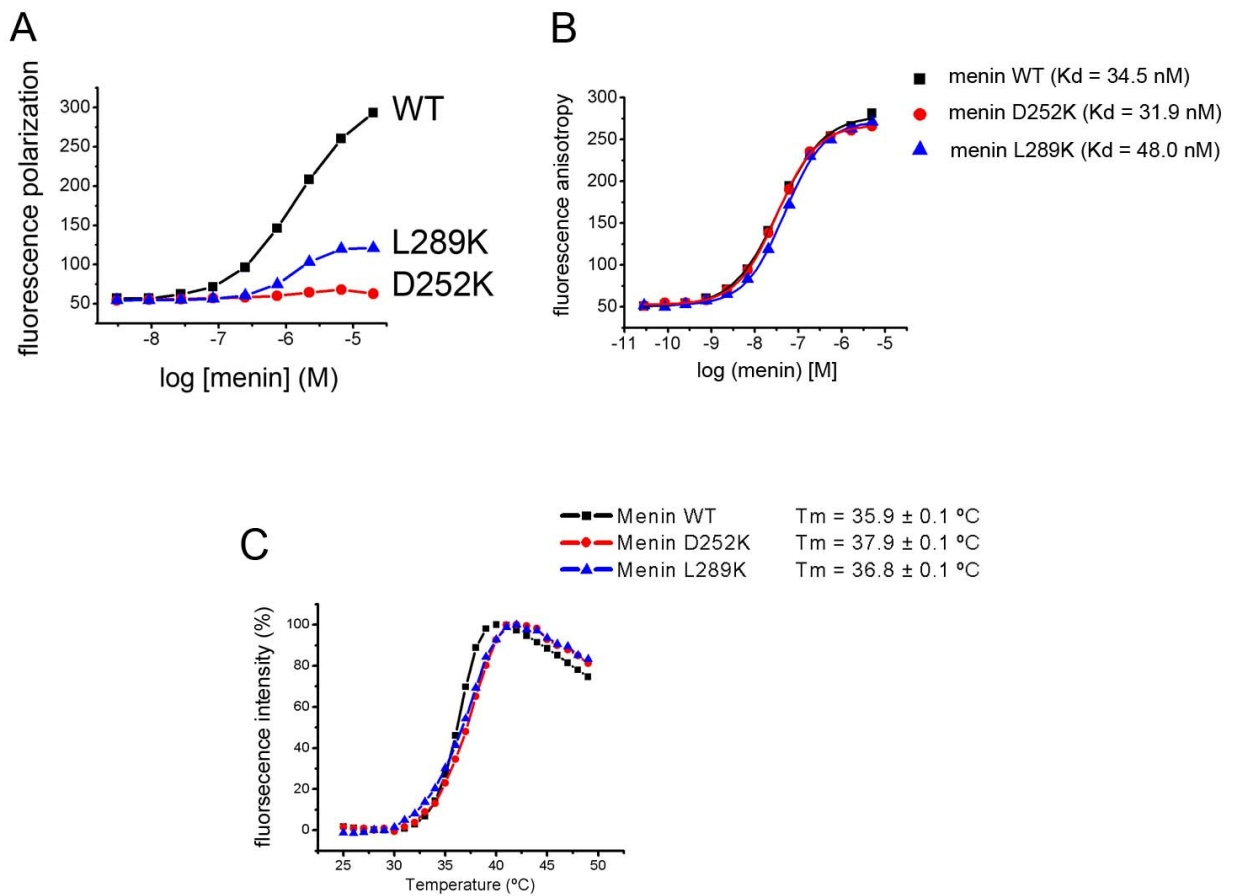 A
fluorescence polarization
300
250
200
150
100
50
WT
L289K
D252K
-8 -7 -6 -5
log [menin] (M)
B
fluorescence anisotropy
300
250
200
150
100
50
-11 -10 -9 -8 -7 -6 -5
log (menin) [M]
menin WT (Kd = 34.5 nM)
menin D252K (Kd = 31.9 nM)
menin L289K (Kd = 48.0 nM)
C
Menin WT Tm = 35.9 ± 0.1 ºC
Menin D252K Tm = 37.9 ± 0.1 ºC
Menin L289K Tm = 36.8 ± 0.1 ºC
fluorsecence intensity (%)
100
80
60
40
20
0
25 30 35 40 45 50
Temperature (ºC)